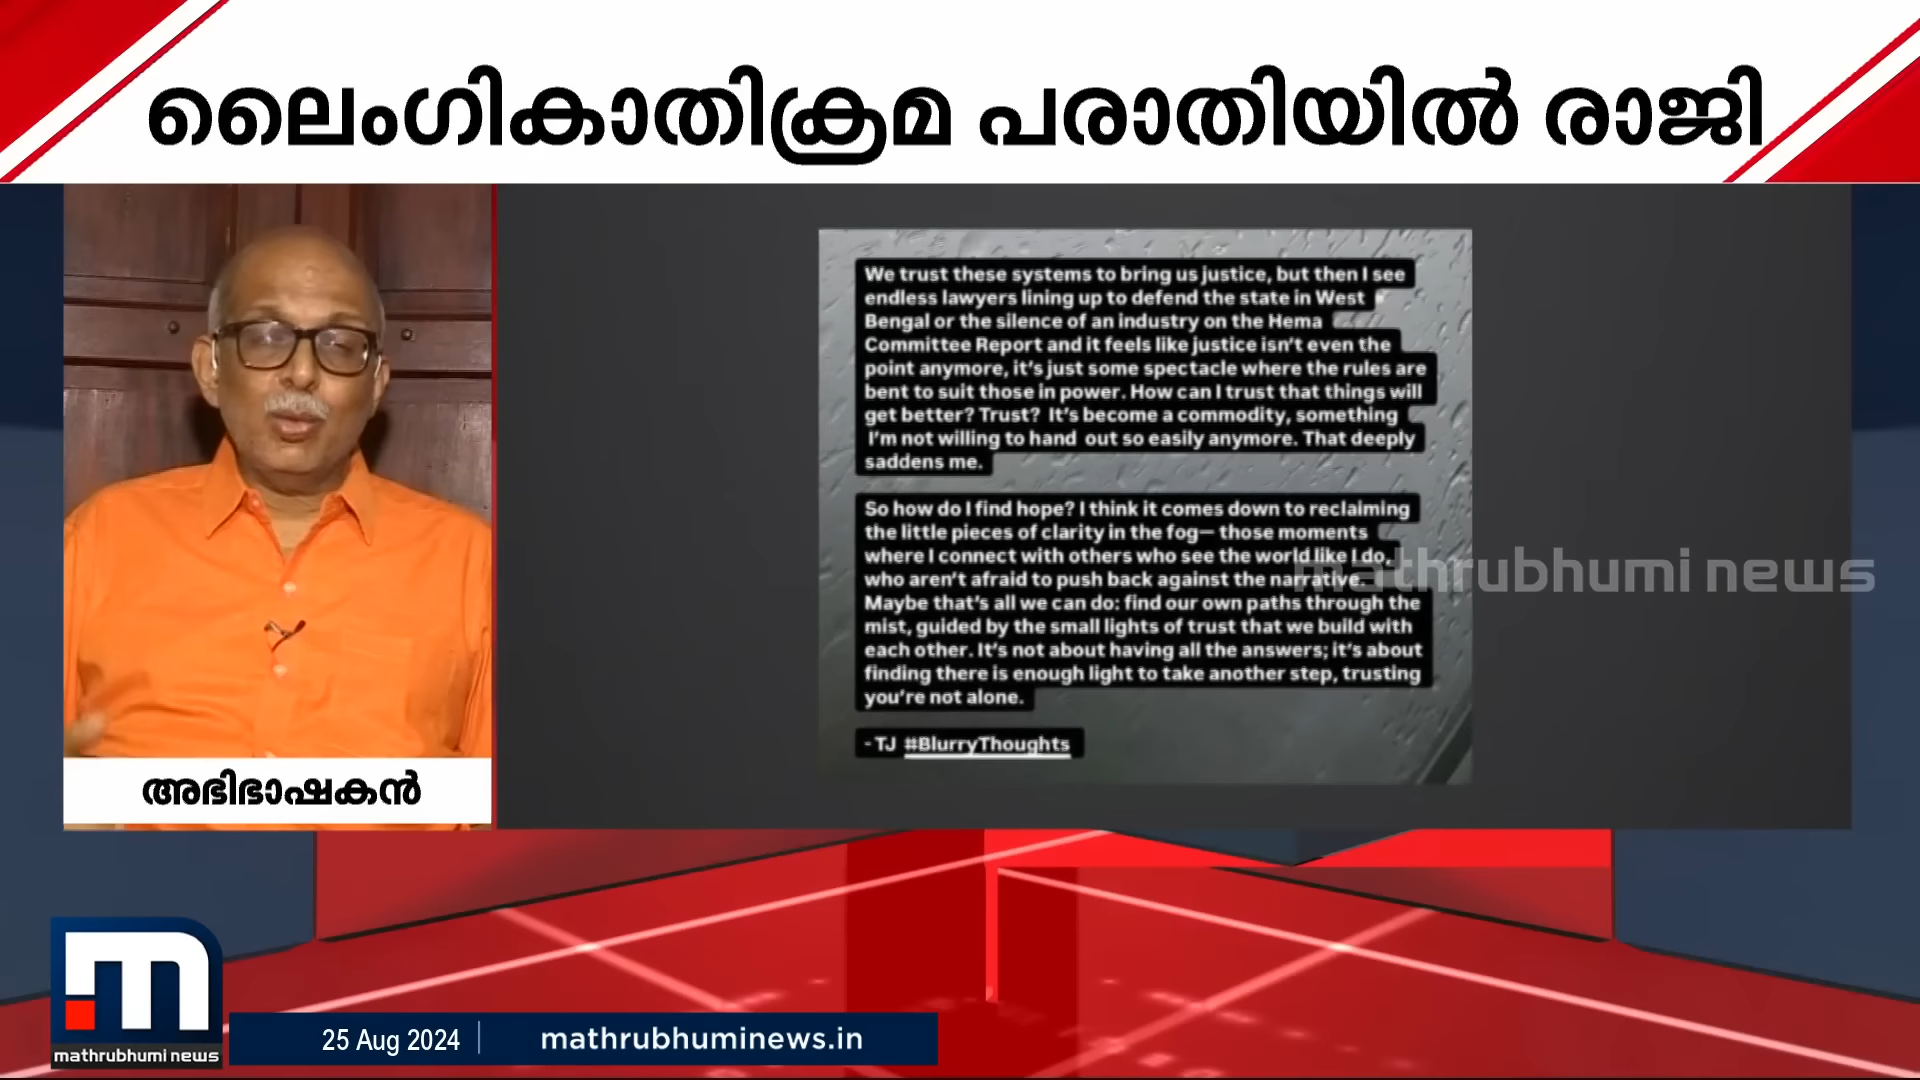 ലൈംഗികാതിക്രമ പരാതിയിൽ രാജി
We trust these systems to bring us justice, but then I see
endless lawyers lining up to defend the state in West
Bengal or the silence of an industry on the Hema
Committee Report and it feels like justice isn't even the
point anymore, it's just some spectacle where the rules are
bent to suit those in power. How can I trust that things will
get better? Trust? It's become a commodity, something
I'm not willing to hand out so easily anymore. That deeply
saddens me.
So how do I find hope? I think it comes down to reclaiming
the little pieces of clarity in the fog— those moments
where I connect with others who see the world like I do,
who aren't afraid to push back against the narrative.
Maybe that's all we can do: find our own paths through the
mist, guided by the small lights of trust that we build with
each other. It's not about having all the answers; it's about
finding there is enough light to take another step, trusting
you're not alone.
- TJ #BlurryThoughts
mathrubhumi news
അഭിഭാഷകൻ
mathrubhumi news
25 Aug 2024
mathrubhuminews.in